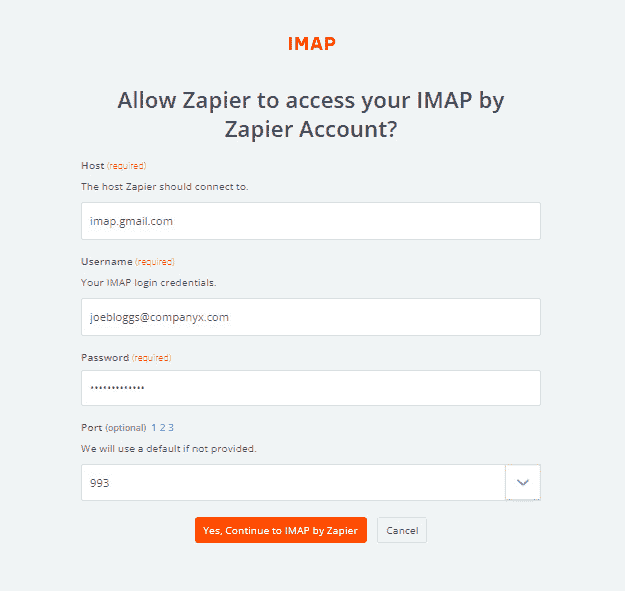 IMAP
Allow Zapier to access your IMAP by
Zapier Account?
Host (required)
The host Zapier should connect to.
imap.gmail.com
Username (required)
Your IMAP login credentials.
joebloggs@companyx.com
Password (required)
•••••••••••••
Port (optional) 1 2 3
We will use a default if not provided.
993
Yes, Continue to IMAP by Zapier
Cancel